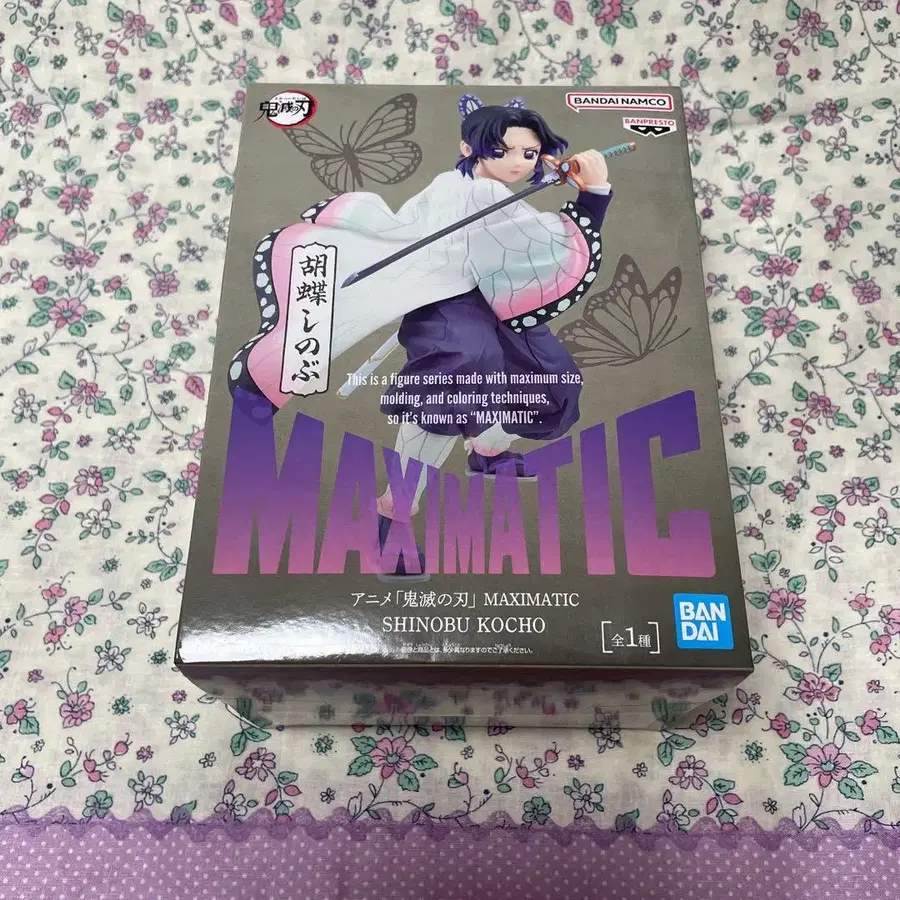 鬼滅の刃
BANDAI NAMCO
BANPRESTO
胡蝶しのぶ
This is a figure series made with maximum size,
molding, and coloring techniques,
so it's known as “MAXIMATIC”.
MAXIMATIC
アニメ「鬼滅の刃」MAXIMATIC
SHINOBU KOCHO
[全1種]
BAN
DAI